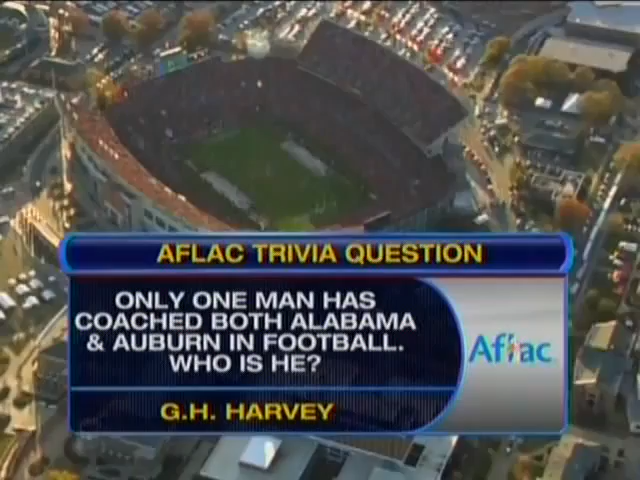 AFLAC TRIVIA QUESTION
ONLY ONE MAN HAS
COACHED BOTH ALABAMA
& AUBURN IN FOOTBALL.
WHO IS HE?
Aflac
G.H. HARVEY